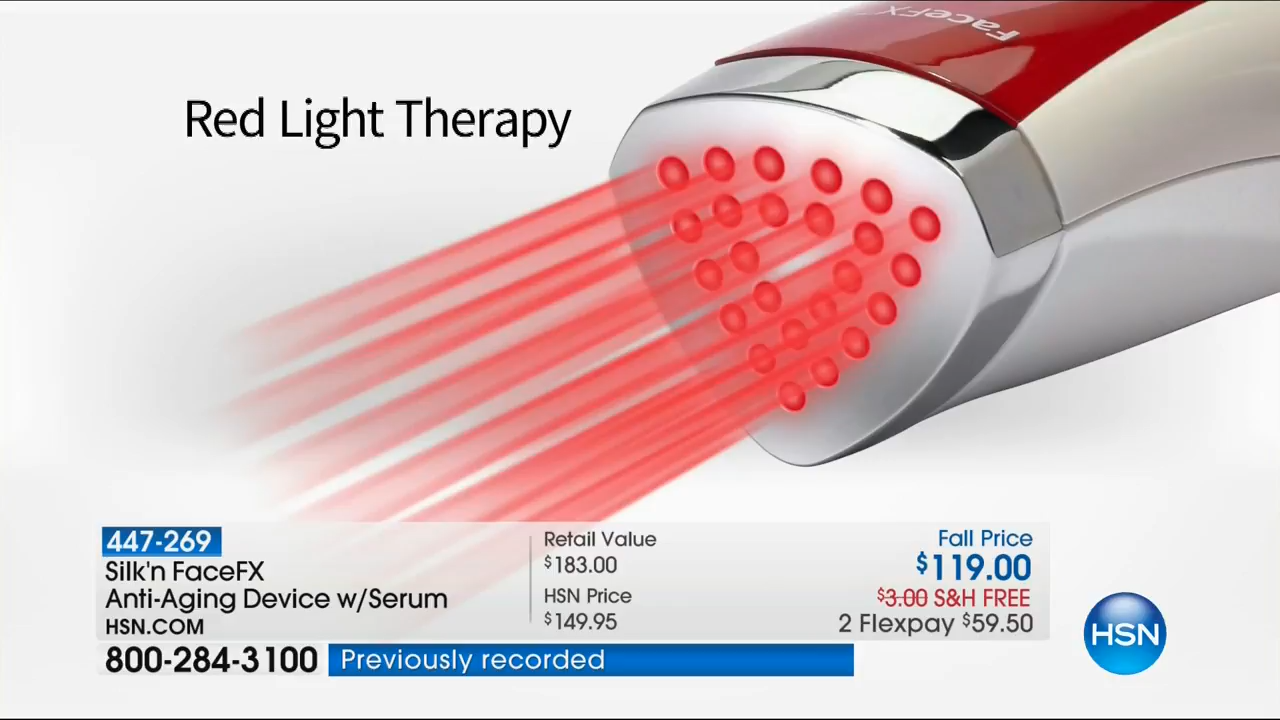 FaceFX
Red Light Therapy
447-269
Silk'n FaceFX
Anti-Aging Device w/Serum
HSN.COM
Retail Value
$183.00
HSN Price
$149.95
Fall Price
$119.00
$3.00 S&H FREE
2 Flexpay $59.50
HSN
800-284-3100
Previously recorded